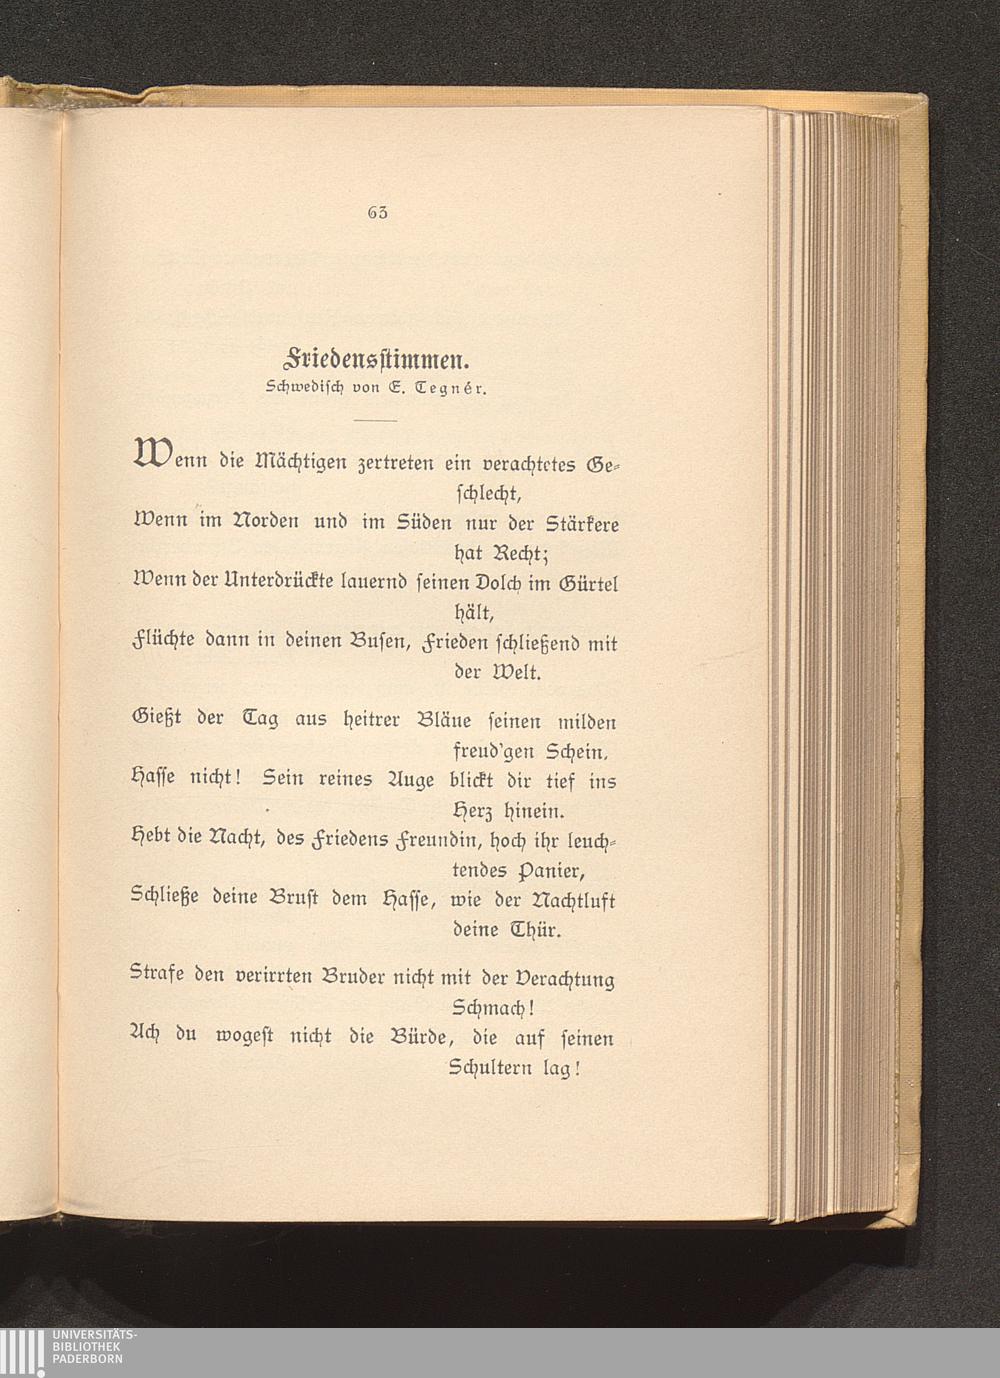 63
Friedensstimmen.
Schwedisch von E. Tegnér.
Wenn die Mächtigen zertreten ein verachtetes Ge-
schlecht,
Wenn im Norden und im Süden nur der Stärkere
hat Recht;
Wenn der Unterdrückte lauernd seinen Dolch im Gürtel
hält,
Flüchte dann in deinen Busen, Frieden schließend mit
der Welt.
Gießt der Tag aus heitrer Bläue seinen milden
freud'gen Schein,
Hasse nicht! Sein reines Auge blickt dir tief ins
Herz hinein.
Hebt die Nacht, des Friedens Freundin, hoch ihr leuch-
tendes Panier,
Schließe deine Brust dem Hasse, wie der Nachtluft
deine Thür.
Strafe den verirrten Bruder nicht mit der Verachtung
Schmach!
Ach du wogest nicht die Bürde, die auf seinen
Schultern lag!
UNIVERSITÄTS-
BIBLIOTHEK
PADERBORN